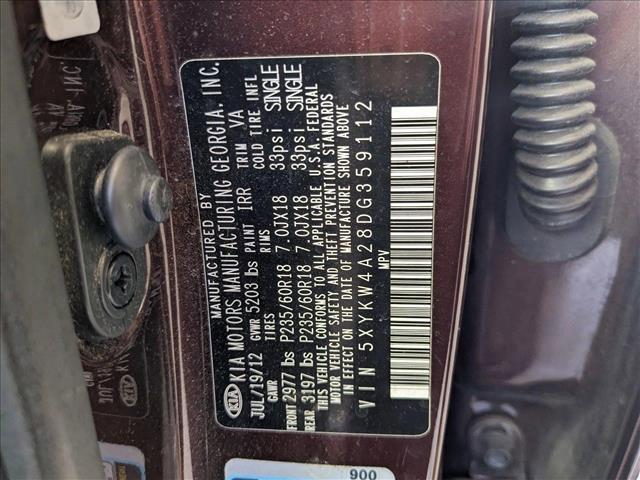 MANUFACTURED BY
KIA KIA MOTORS MANUFACTURING GEORGIA, INC.
JUL/19/12 GVWR 5203 lbs PAINT IRR TRIM VA
GAWR TIRES RIMS COLD TIRE INFL
FRONT 2977 lbs P235/60R18 7.0JX18 33psi SINGLE
REAR 3197 lbs P235/60R18 7.0JX18 33psi SINGLE
THIS VEHICLE CONFORMS TO ALL APPLICABLE U.S.A. FEDERAL
MOTOR VEHICLE SAFETY AND THEFT PREVENTION STANDARDS
IN EFFECT ON THE DATE OF MANUFACTURE SHOWN ABOVE
VIN 5XYKW4A28DG359112
MPV
900